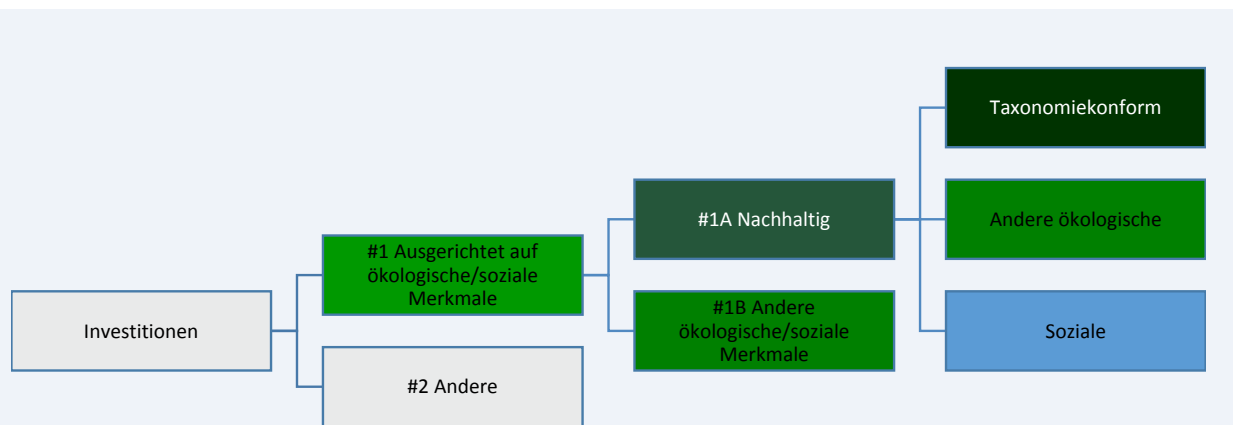 Taxonomiekonform
#1A Nachhaltig
Andere ökologische
#1 Ausgerichtet auf
ökologische/soziale
Merkmale
#1B Andere
ökologische/soziale
Merkmale
Investitionen
Soziale
#2 Andere